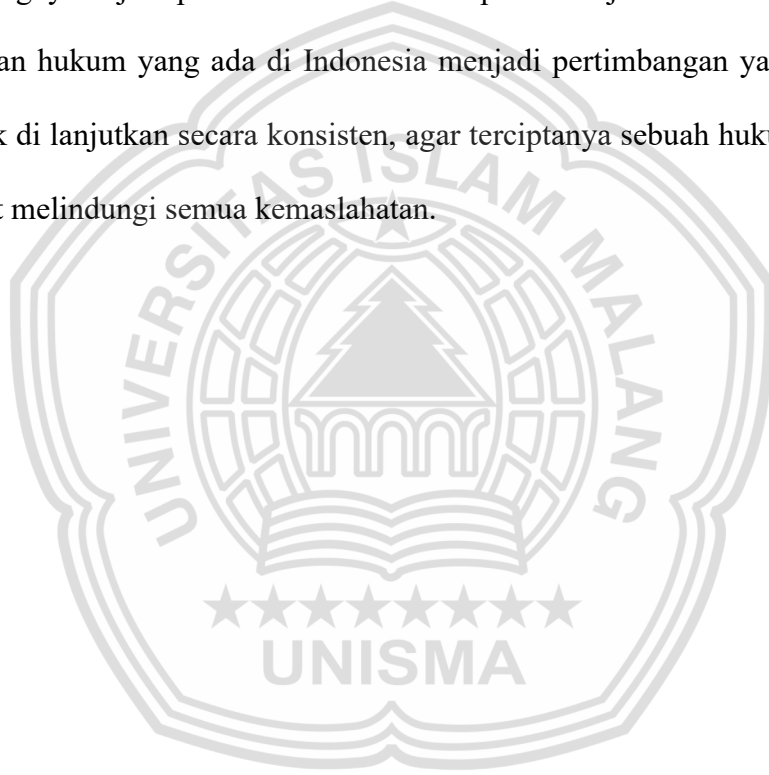 an hukum yang ada di Indonesia menjadi pertimbangan ya
k di lanjutkan secara konsisten, agar terciptanya sebuah huku
t melindungi semua kemaslahatan.
UNIVERSITAS ISLAM MALANG
UNISMA